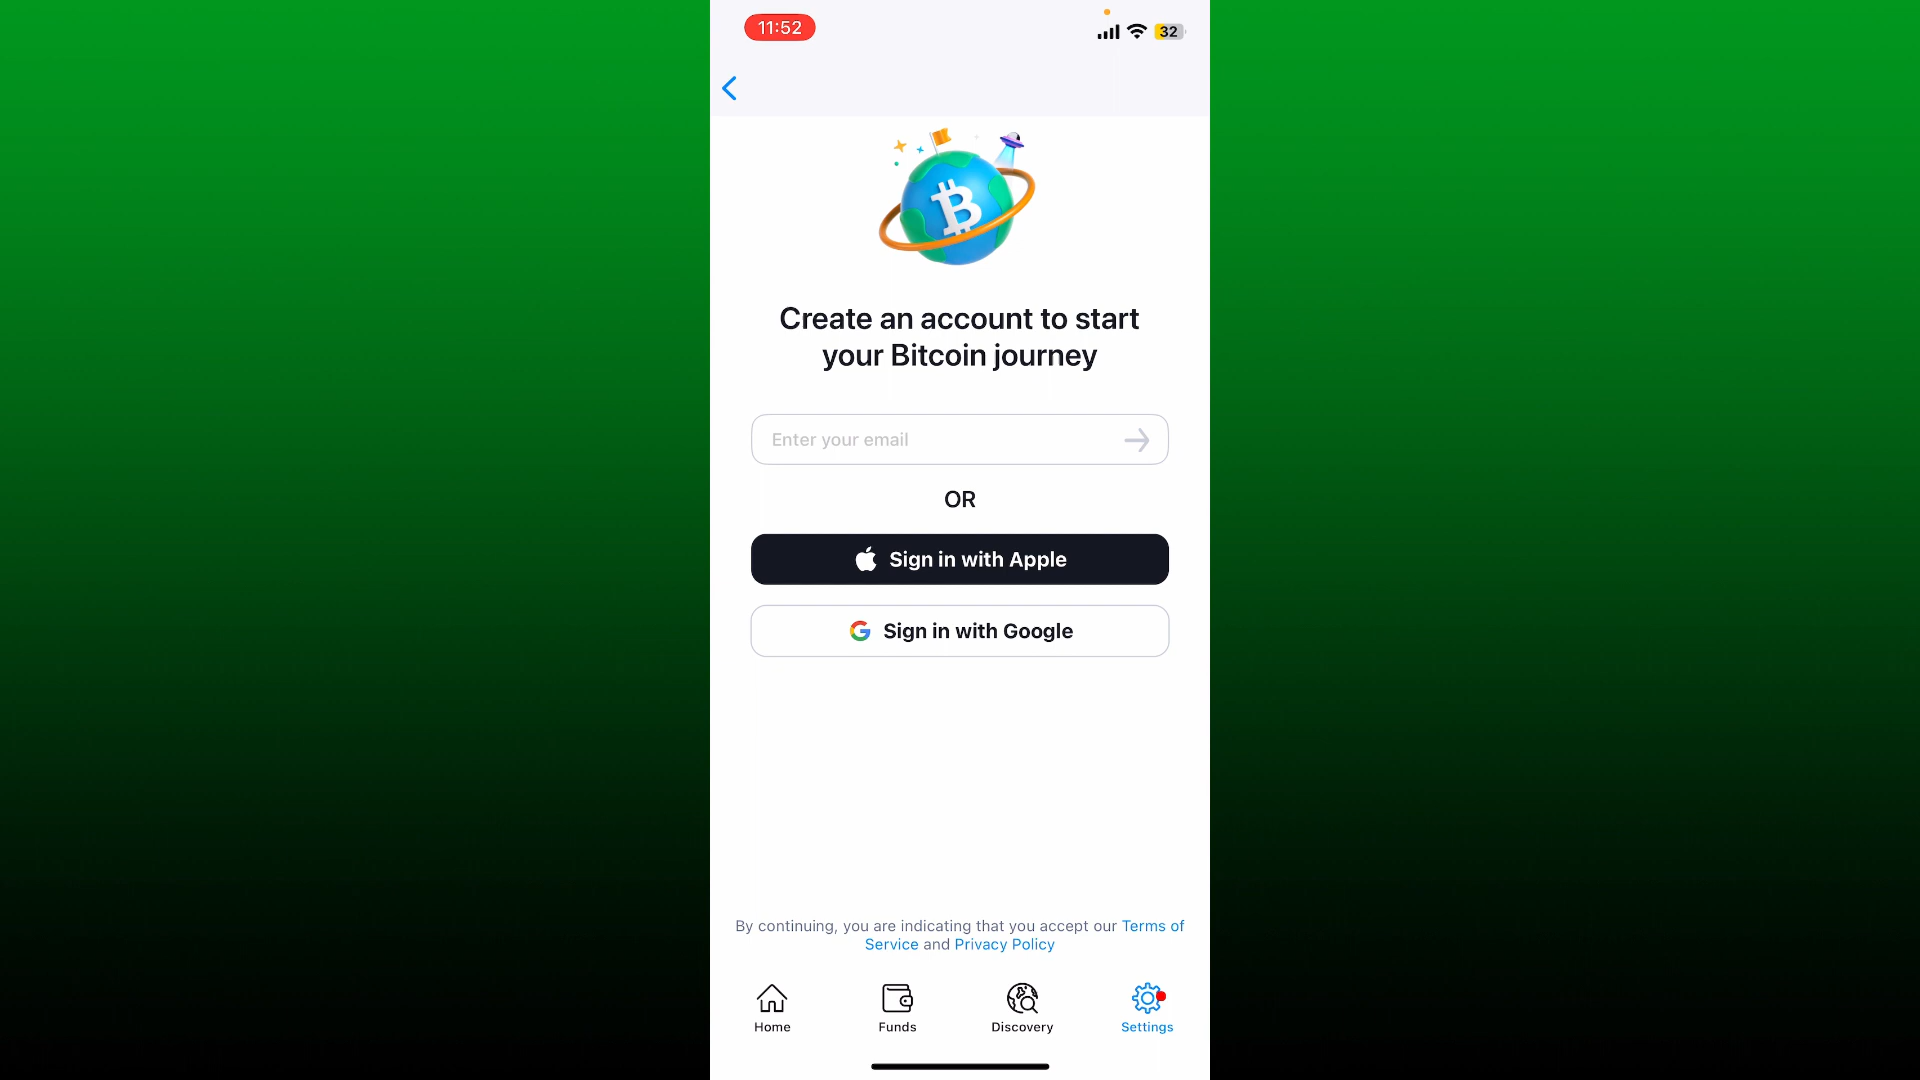 11:52
32
Create an account to start
your Bitcoin journey
Enter your email
OR
Sign in with Apple
Sign in with Google
By continuing, you are indicating that you accept our Terms of
Service and Privacy Policy
Home
Funds
Discovery
Settings